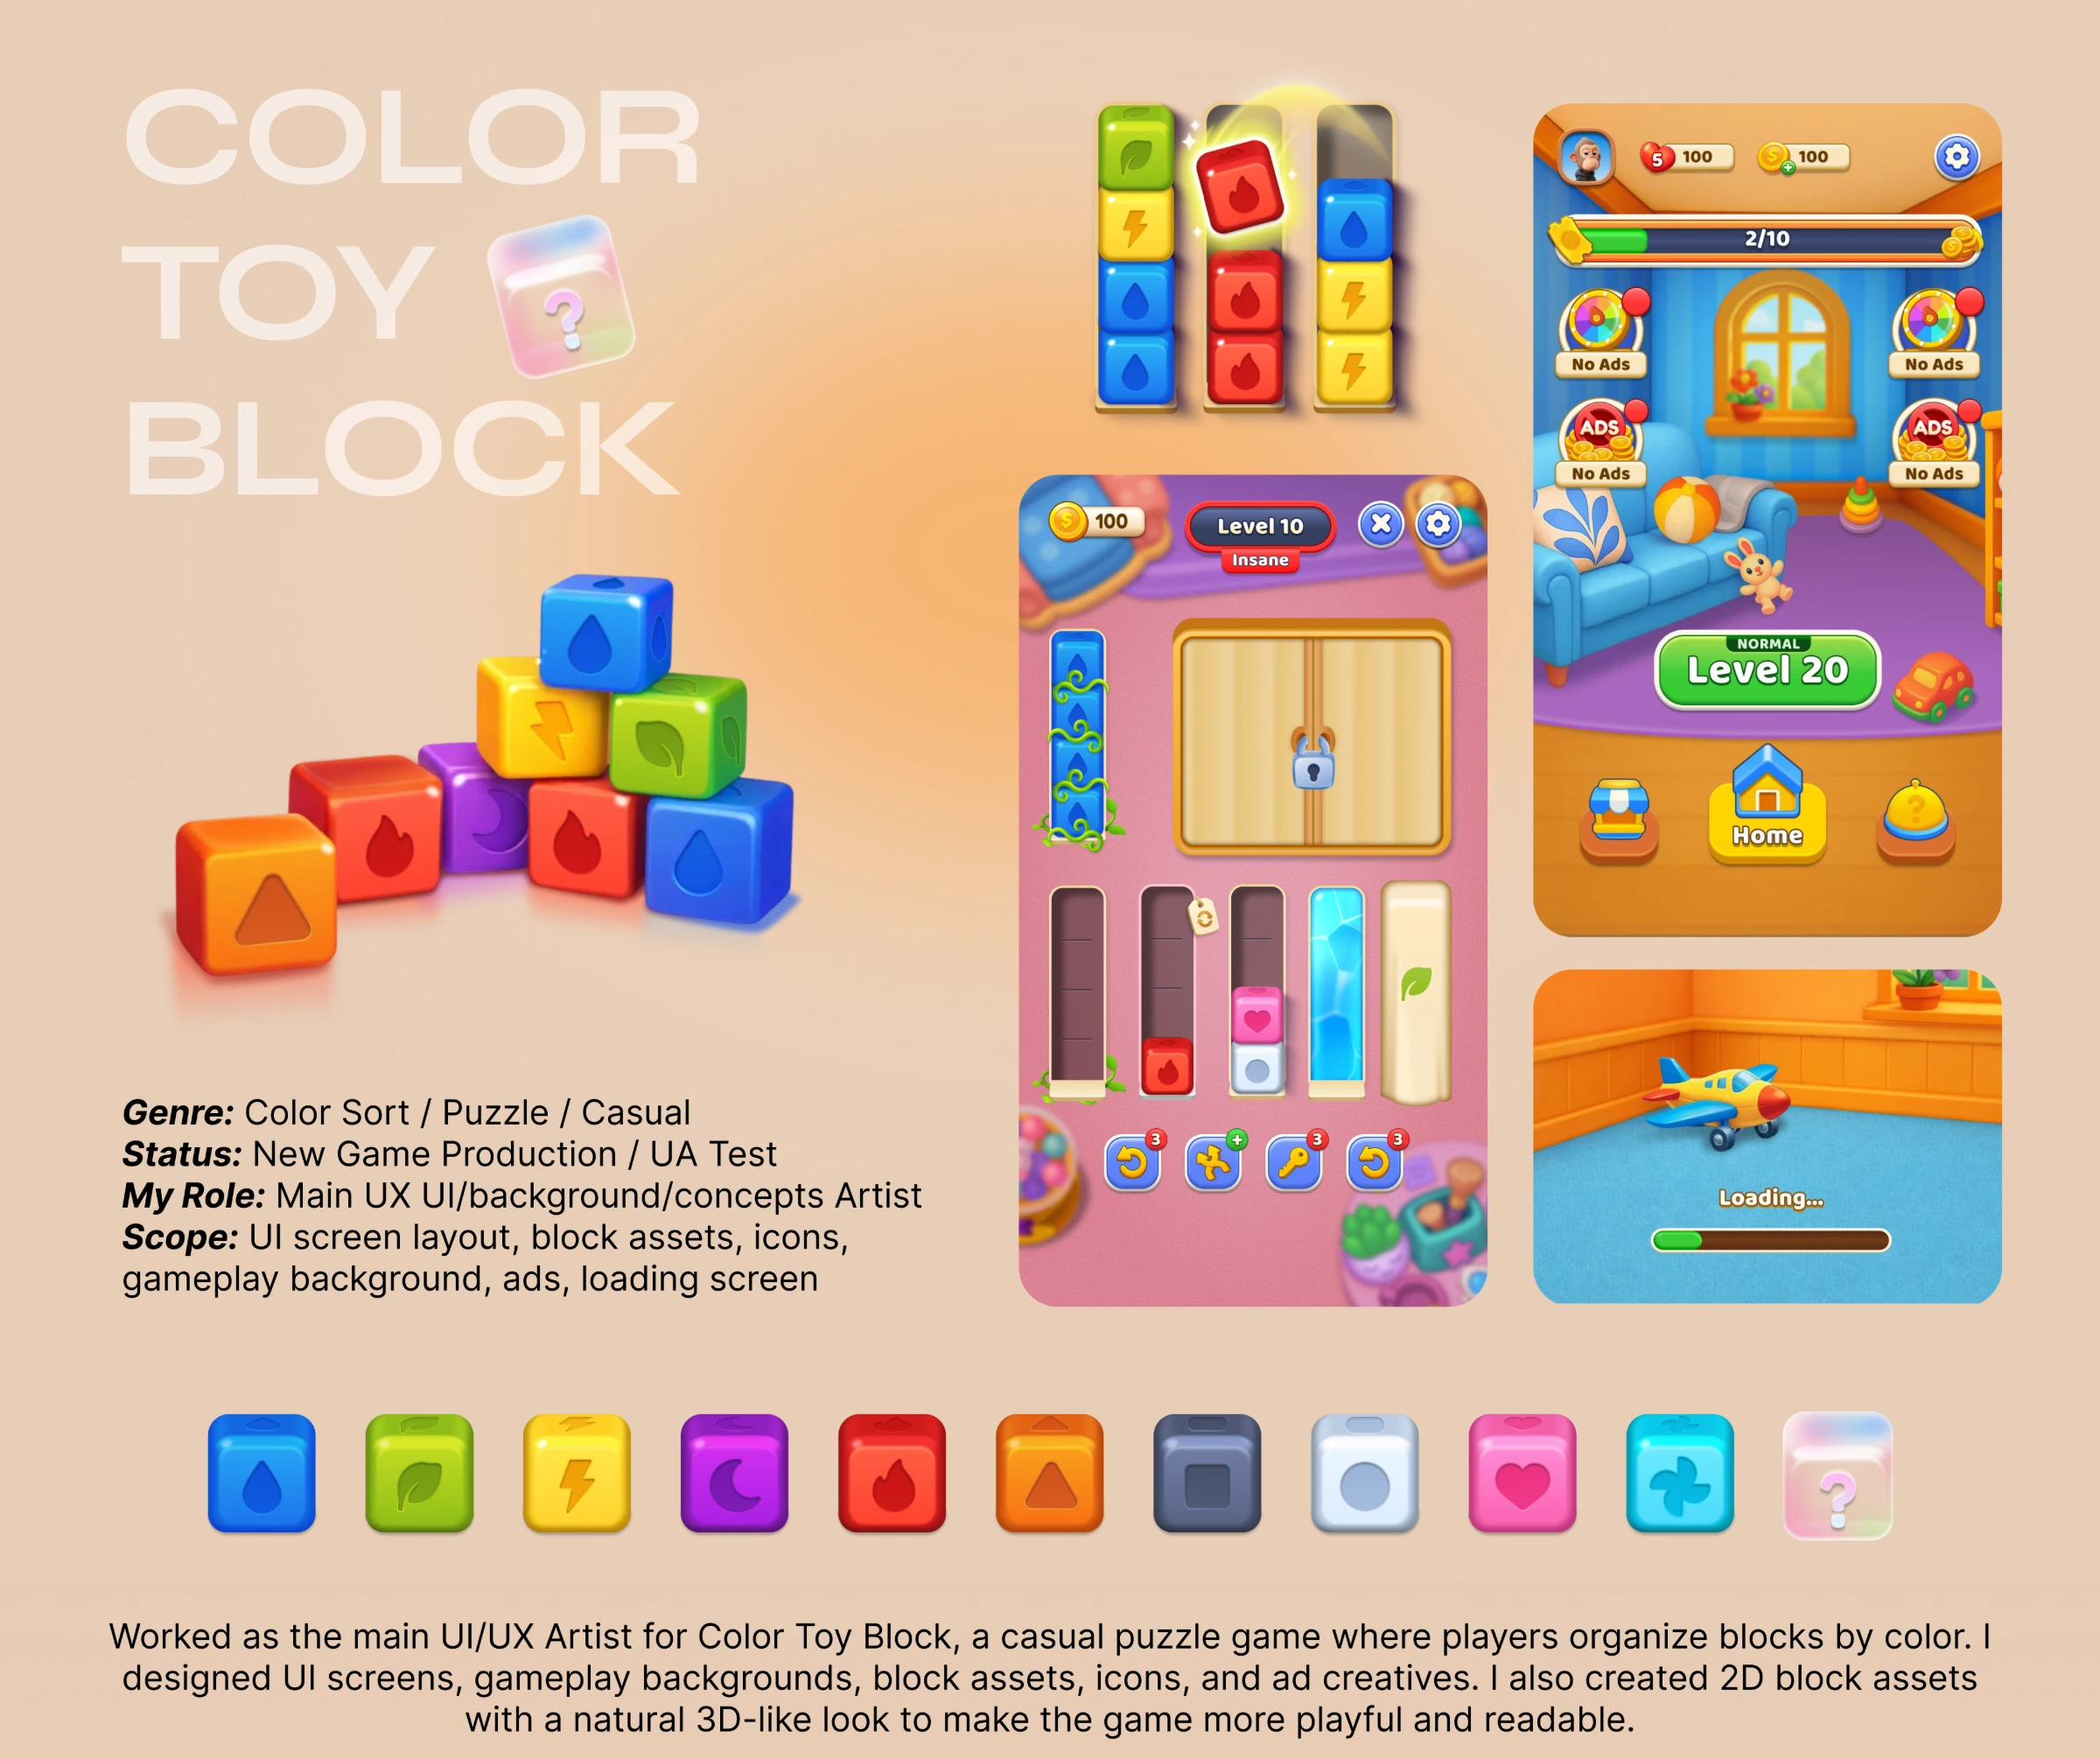 COLOR
TOY ?
BLOCK
Genre: Color Sort / Puzzle / Casual
Status: New Game Production / UA Test
My Role: Main UX UI/background/concepts Artist
Scope: UI screen layout, block assets, icons,
gameplay background, ads, loading screen
100
Level 10
Insane
3
3
3
5 100
100
2/10
No Ads
No Ads
ADS
ADS
No Ads
No Ads
NORMAL
Level 20
?
Home
Loading...
?
Worked as the main UI/UX Artist for Color Toy Block, a casual puzzle game where players organize blocks by color. I
designed UI screens, gameplay backgrounds, block assets, icons, and ad creatives. I also created 2D block assets
with a natural 3D-like look to make the game more playful and readable.